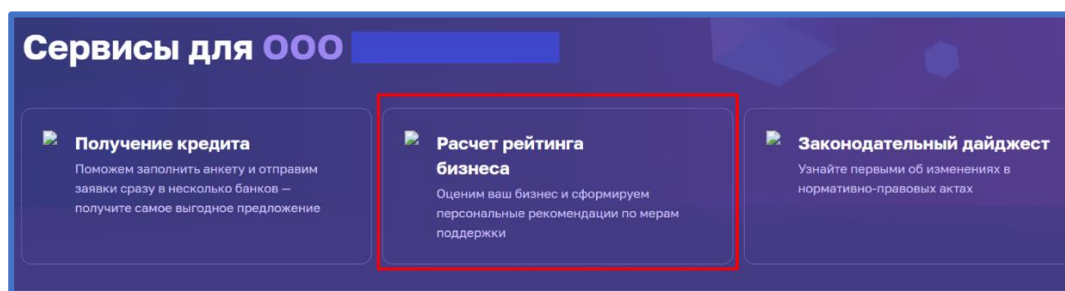 Сервисы для ООО
Получение кредита
Поможем заполнить анкету и отправим
заявки сразу в несколько банков —
получите самое выгодное предложение
Расчет рейтинга
бизнеса
Оценим ваш бизнес и сформируем
персональные рекомендации по мерам
поддержки
Законодательный дайджест
Узнайте первыми об изменениях в
нормативно-правовых актах